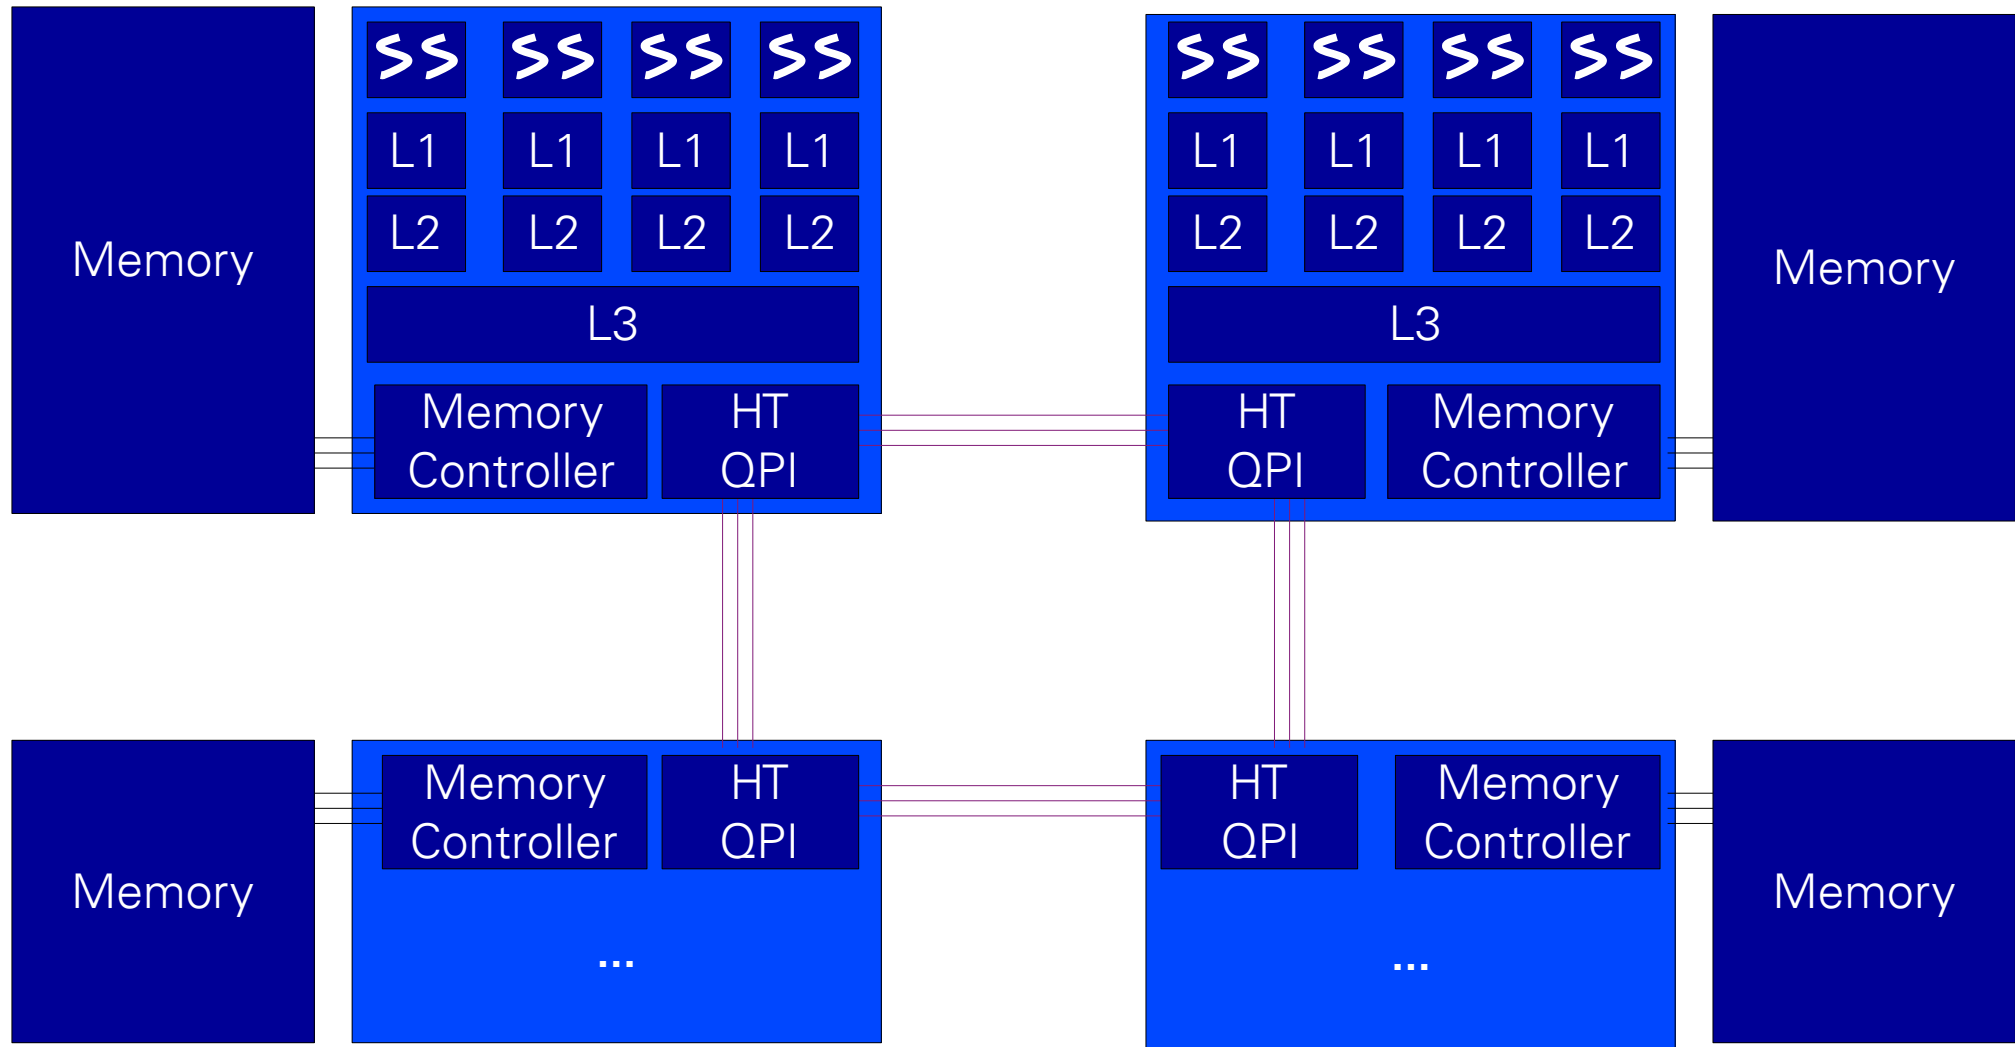 Memory
L1 L1 L1 L1
L2 L2 L2 L2
L3
Memory
Controller
HT
QPI
L1 L1 L1 L1
L2 L2 L2 L2
L3
HT
QPI
Memory
Controller
Memory
Memory
Memory
Controller
HT
QPI
...
HT
QPI
Memory
Controller
...
Memory